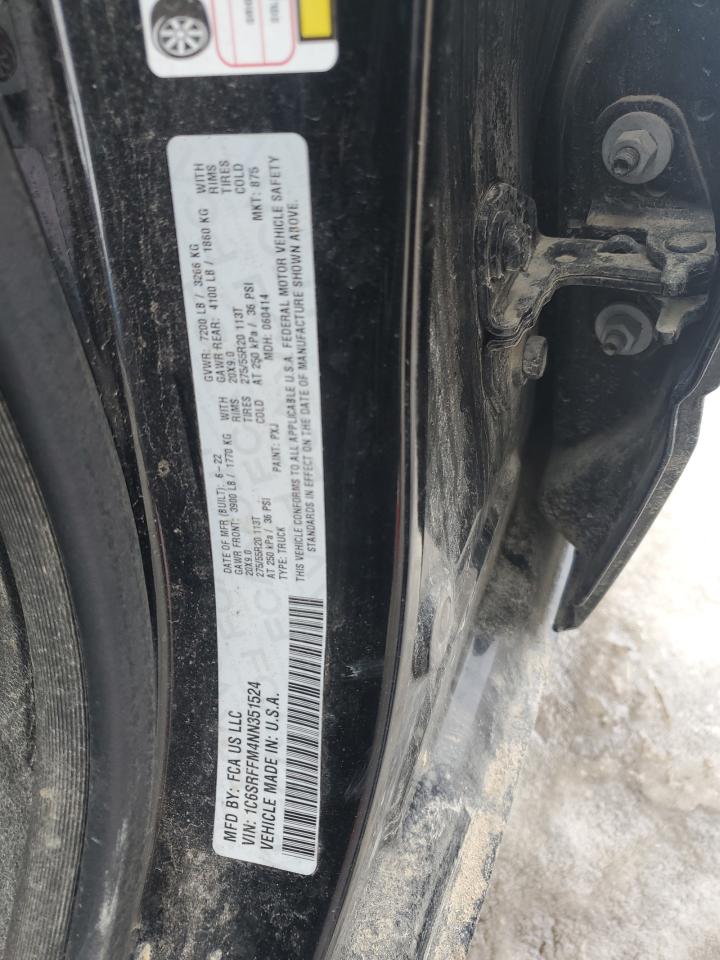 MFD BY: FCA US LLC
VIN: 1C6SRFFM4NN351524
VEHICLE MADE IN: U.S.A.
DATE OF MFR (BUILT): 6-22
GAWR FRONT: 3900 LB / 1770 KG WITH
20X9.0 RIMS
275/55R20 113T TIRES
AT 250 kPa / 36 PSI COLD
TYPE: TRUCK PAINT: PXJ
GVWR: 7200 LB / 3266 KG
GAWR REAR: 4100 LB / 1860 KG WITH
20X9.0 RIMS
275/55R20 113T TIRES
AT 250 kPa / 36 PSI COLD
MDH: 060414 MKT: 875
THIS VEHICLE CONFORMS TO ALL APPLICABLE U.S.A. FEDERAL MOTOR VEHICLE SAFETY
STANDARDS IN EFFECT ON THE DATE OF MANUFACTURE SHOWN ABOVE.